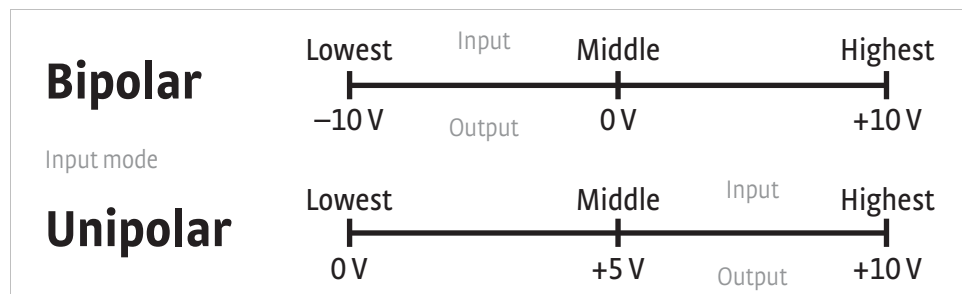 Lowest Input Middle Highest
Bipolar
–10 V Output 0 V +10 V
Input mode
Lowest Middle Input Highest
Unipolar
0 V +5 V Output +10 V